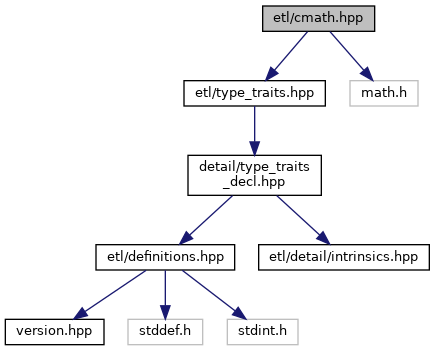 etl/cmath.hpp
etl/type_traits.hpp
math.h
detail/type_traits
_decl.hpp
etl/definitions.hpp
etl/detail/intrinsics.hpp
version.hpp
stddef.h
stdint.h